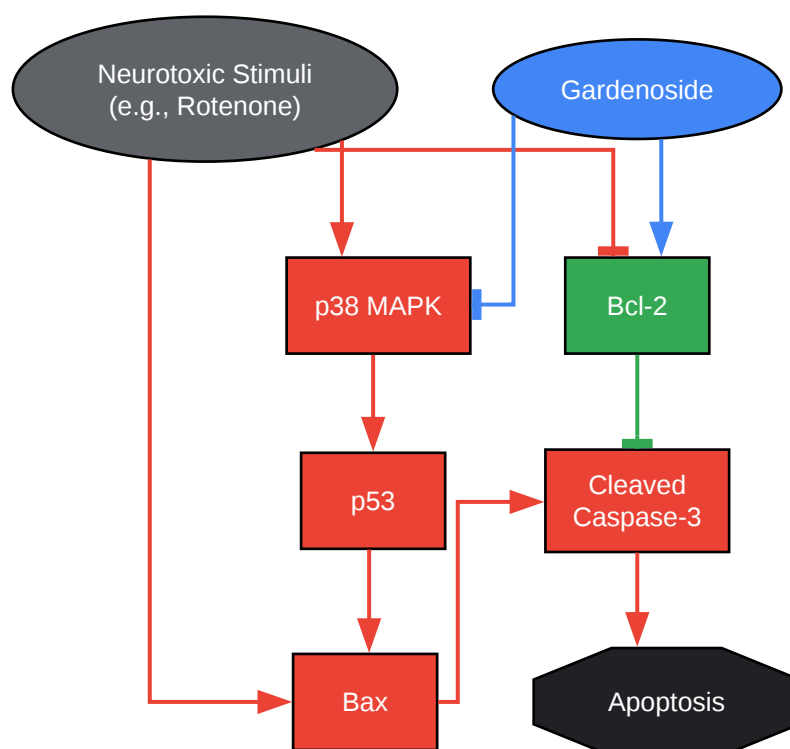 Neurotoxic Stimuli
(e.g., Rotenone)
Gardenoside
p38 MAPK
Bcl-2
p53
Cleaved
Caspase-3
Bax
Apoptosis